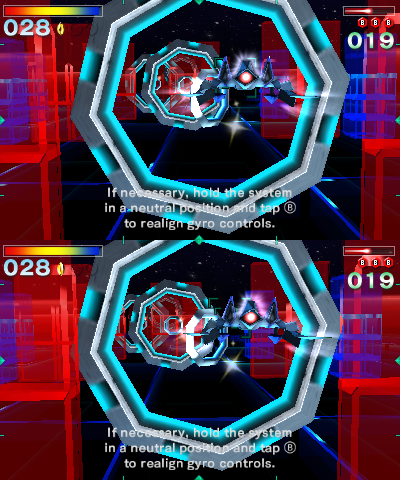 028
B B B
019
If necessary, hold the system
in a neutral position and tap Ⓑ
to realign gyro controls.
028
B B B
019
If necessary, hold the system
in a neutral position and tap Ⓑ
to realign gyro controls.